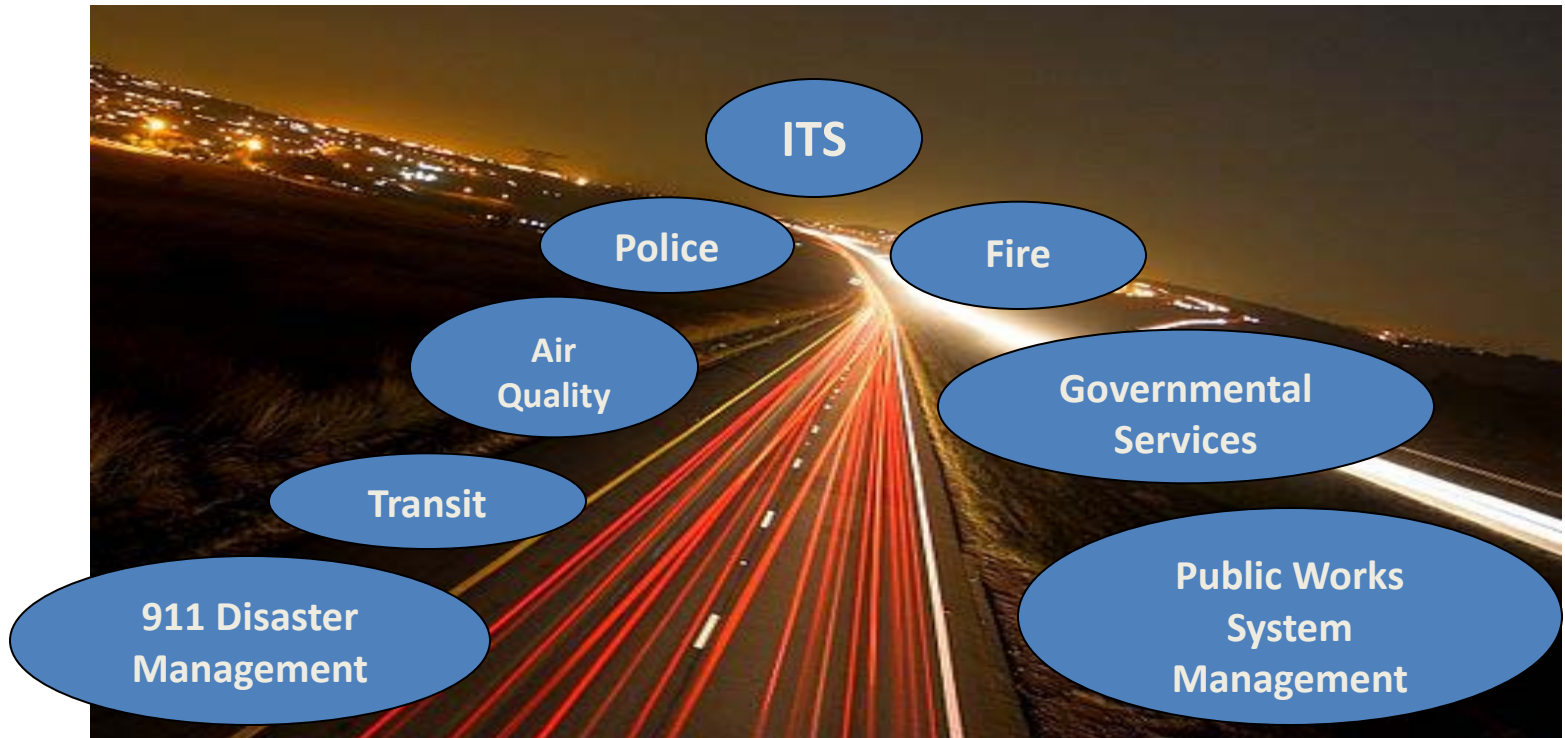 ITS
Police
Fire
Air
Quality
Governmental
Services
Transit
911 Disaster
Management
Public Works
System
Management